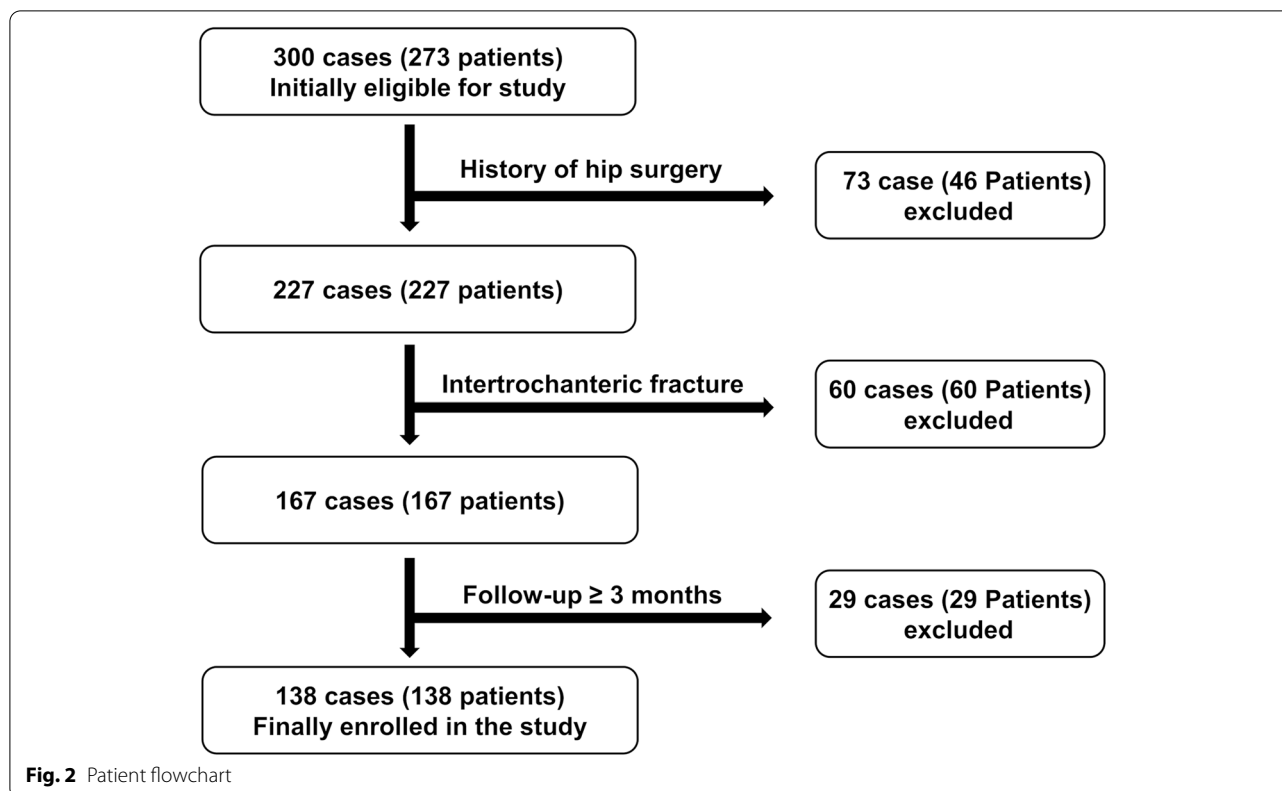 300 cases (273 patients)
Initially eligible for study
History of hip surgery
73 case (46 Patients)
excluded
227 cases (227 patients)
Intertrochanteric fracture
60 cases (60 Patients)
excluded
167 cases (167 patients)
Follow-up ≥ 3 months
29 cases (29 Patients)
excluded
138 cases (138 patients)
Finally enrolled in the study
Fig. 2 Patient flowchart